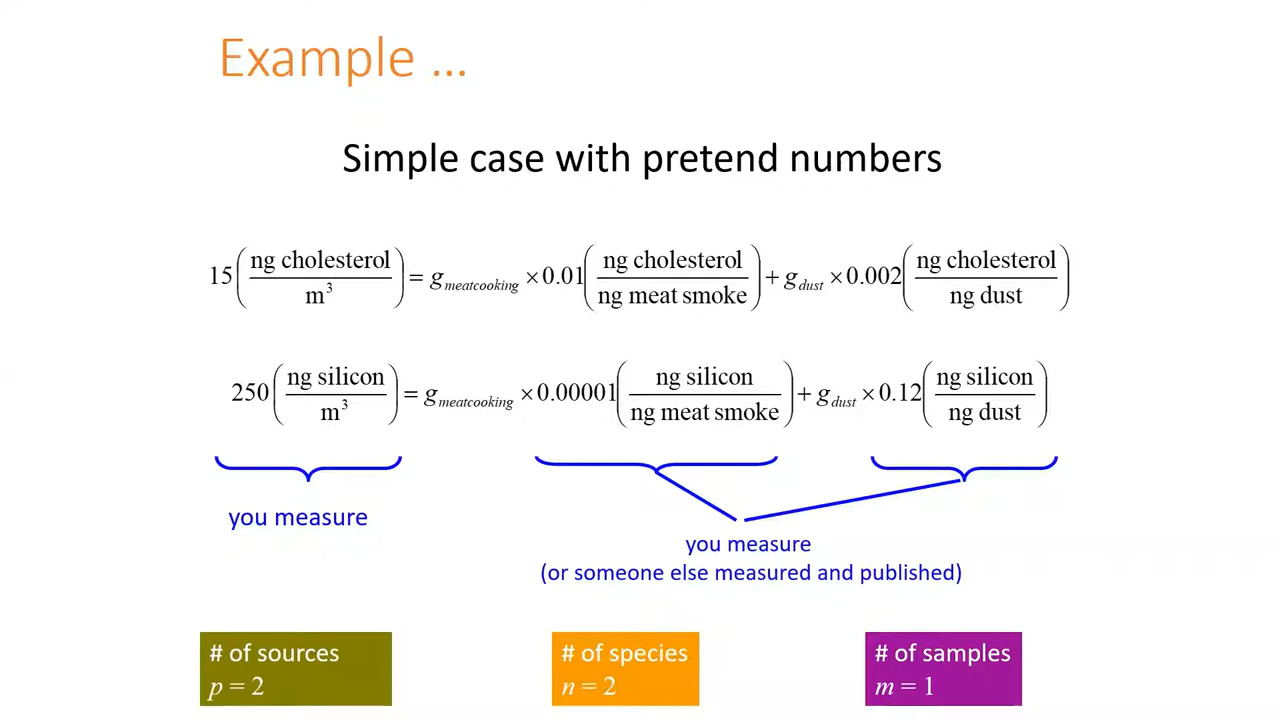 Example ...
Simple case with pretend numbers
15 (ng cholesterol / m³) = g_meatcooking × 0.01 (ng cholesterol / ng meat smoke) + g_dust × 0.002 (ng cholesterol / ng dust)
250 (ng silicon / m³) = g_meatcooking × 0.00001 (ng silicon / ng meat smoke) + g_dust × 0.12 (ng silicon / ng dust)
you measure
you measure
(or someone else measured and published)
# of sources
p = 2
# of species
n = 2
# of samples
m = 1